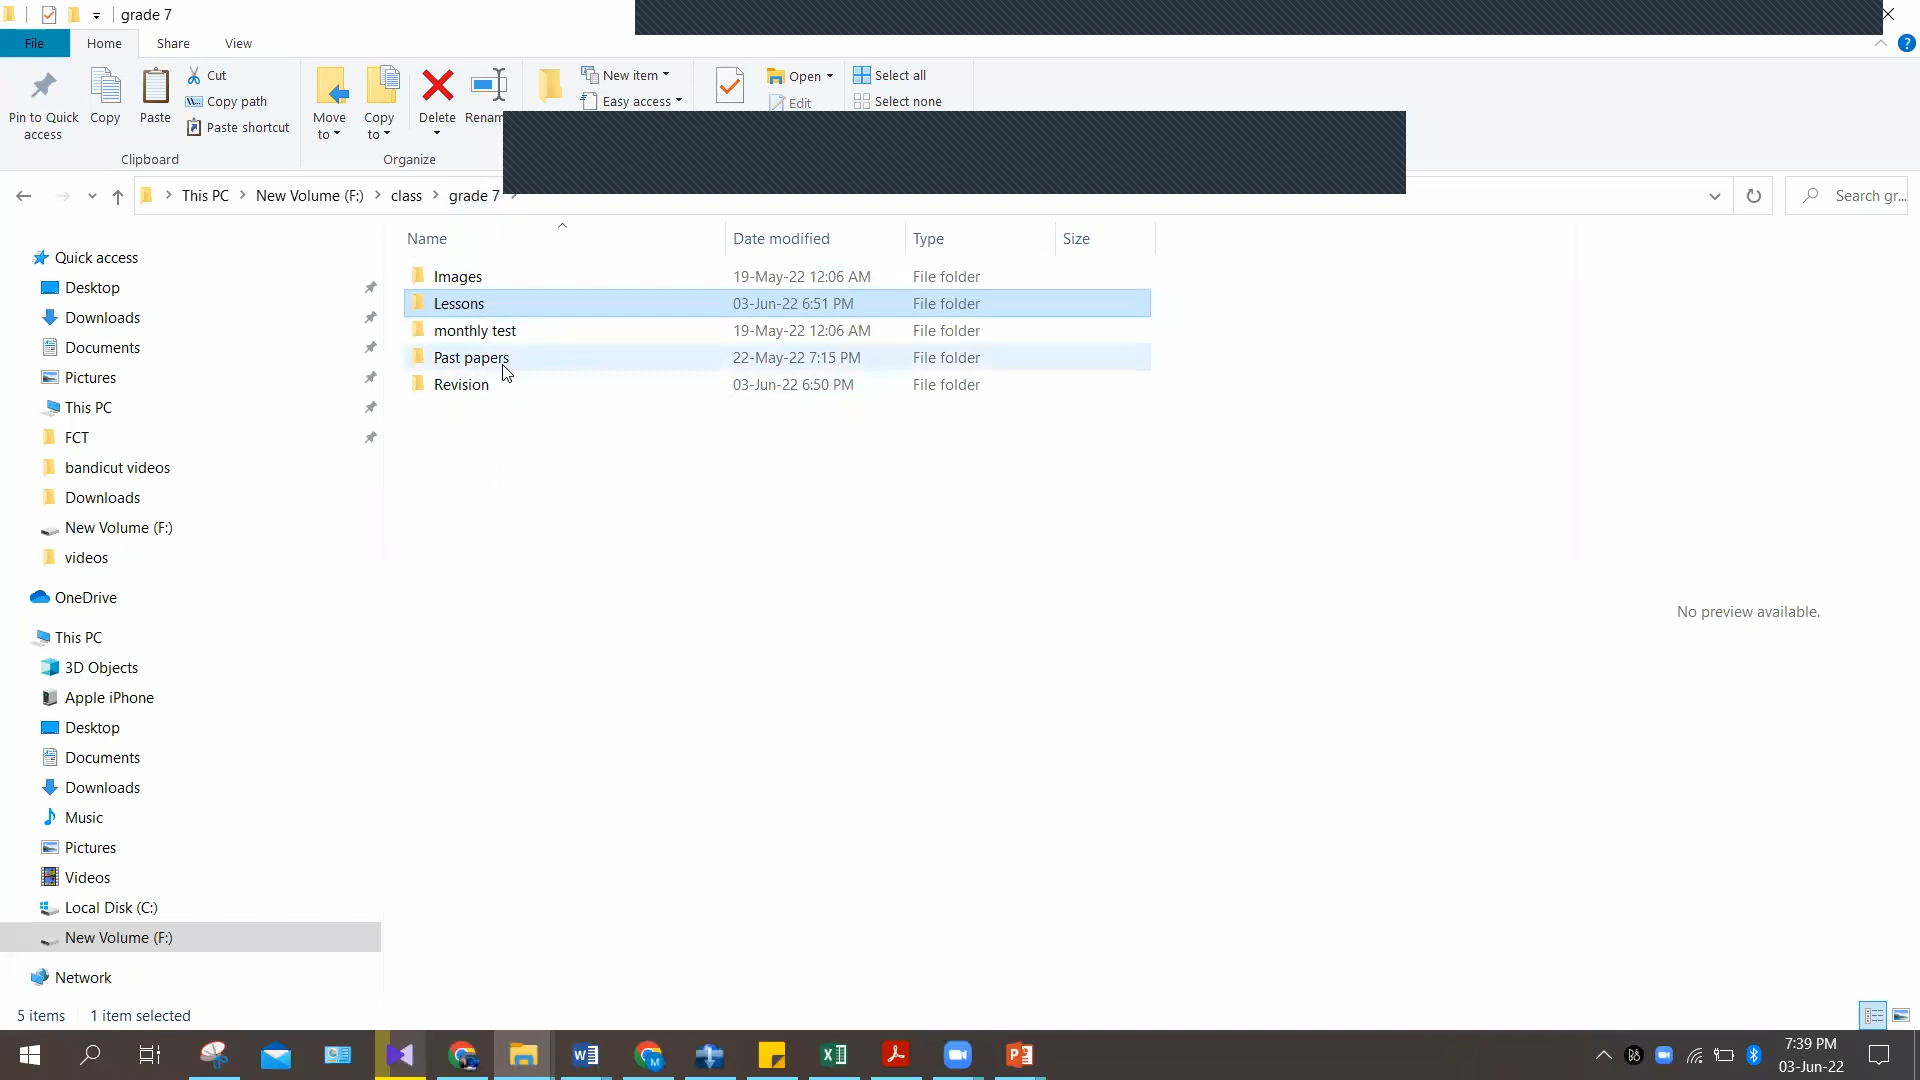 grade 7
File Home Share View
Pin to Quick access
Copy
Paste
Cut
Copy path
Paste shortcut
Clipboard
Move to
Copy to
Delete
Organize
New item
Easy access
Open
Edit
Select all
Select none
This PC > New Volume (F:) > class > grade 7
Search gr...
Name Date modified Type Size
Images 19-May-22 12:06 AM File folder
Lessons 03-Jun-22 6:51 PM File folder
monthly test 19-May-22 12:06 AM File folder
Past papers 22-May-22 7:15 PM File folder
Revision 03-Jun-22 6:50 PM File folder
Quick access
Desktop
Downloads
Documents
Pictures
This PC
FCT
bandicut videos
Downloads
New Volume (F:)
videos
OneDrive
This PC
3D Objects
Apple iPhone
Desktop
Documents
Downloads
Music
Pictures
Videos
Local Disk (C:)
New Volume (F:)
Network
No preview available.
5 items 1 item selected
7:39 PM
03-Jun-22